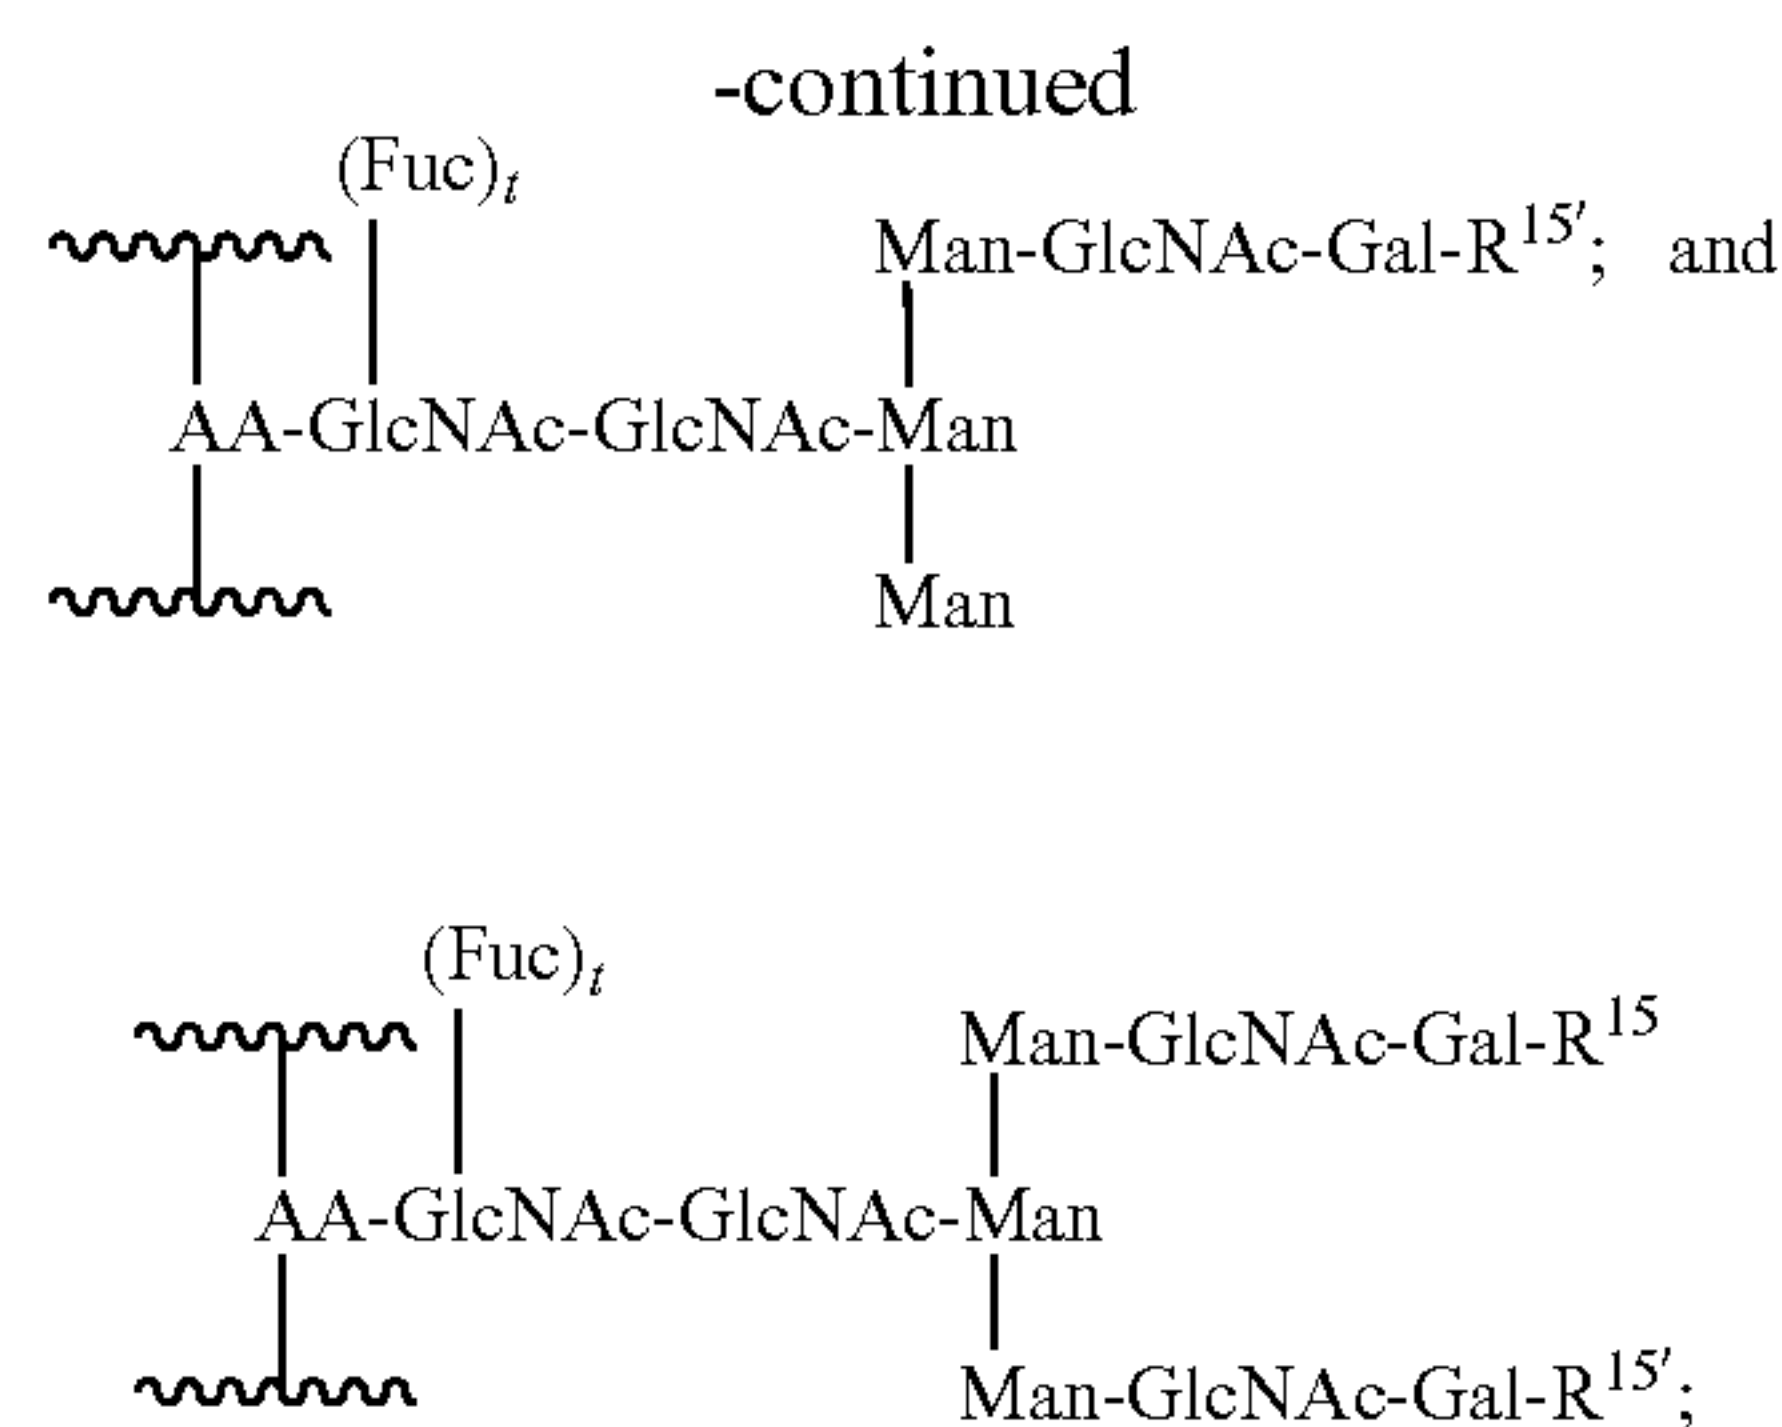 -continued
(Fuc)t
Man-GlcNAc-Gal-R15′; and
AA-GlcNAc-GlcNAc-Man
Man
(Fuc)t
Man-GlcNAc-Gal-R15
AA-GlcNAc-GlcNAc-Man
Man-GlcNAc-Gal-R15′;